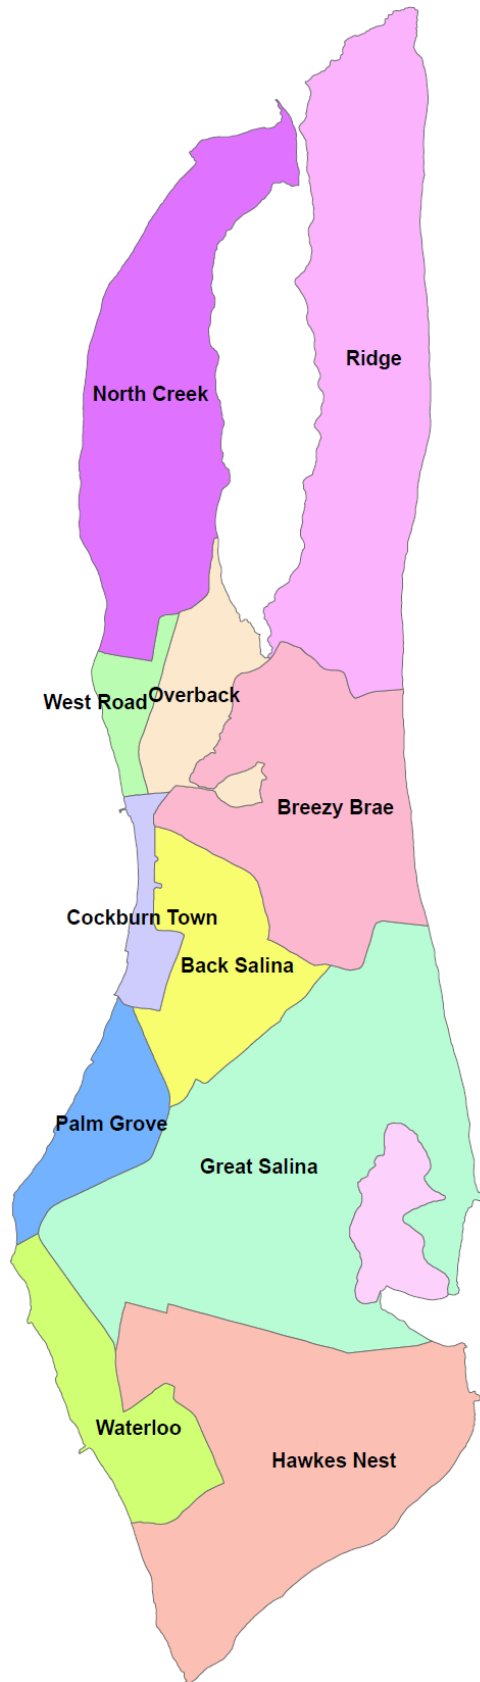 Ridge
North Creek
Overback
West Road
Breezy Brae
Cockburn Town
Back Salina
Palm Grove
Great Salina
Waterloo
Hawkes Nest